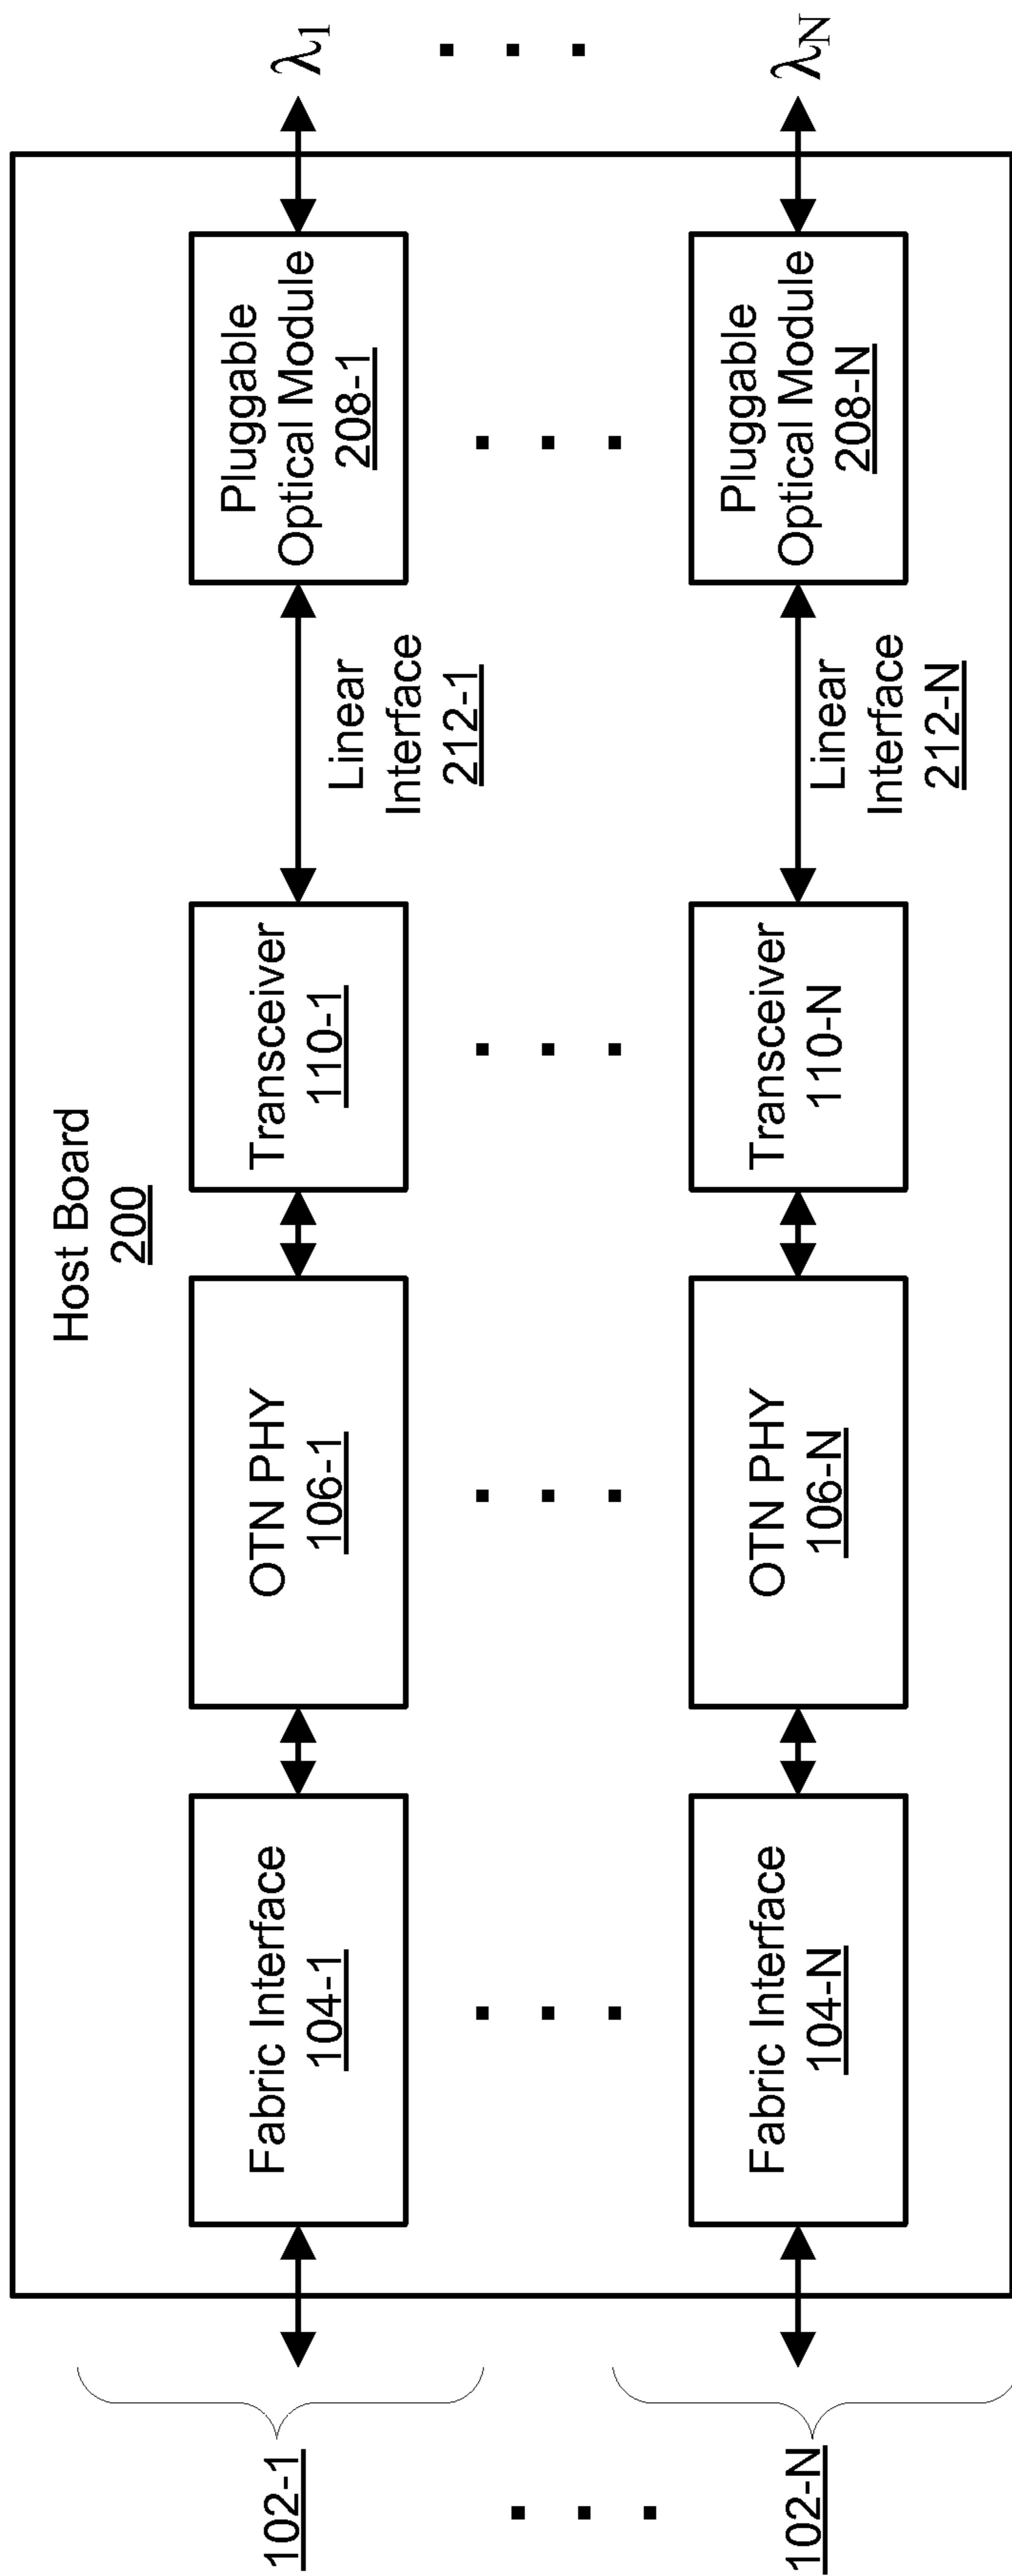 Host Board
200
102-1
Fabric Interface
104-1
OTN PHY
106-1
Transceiver
110-1
Linear
Interface
212-1
Pluggable
Optical Module
208-1
λ1
102-N
Fabric Interface
104-N
OTN PHY
106-N
Transceiver
110-N
Linear
Interface
212-N
Pluggable
Optical Module
208-N
λN